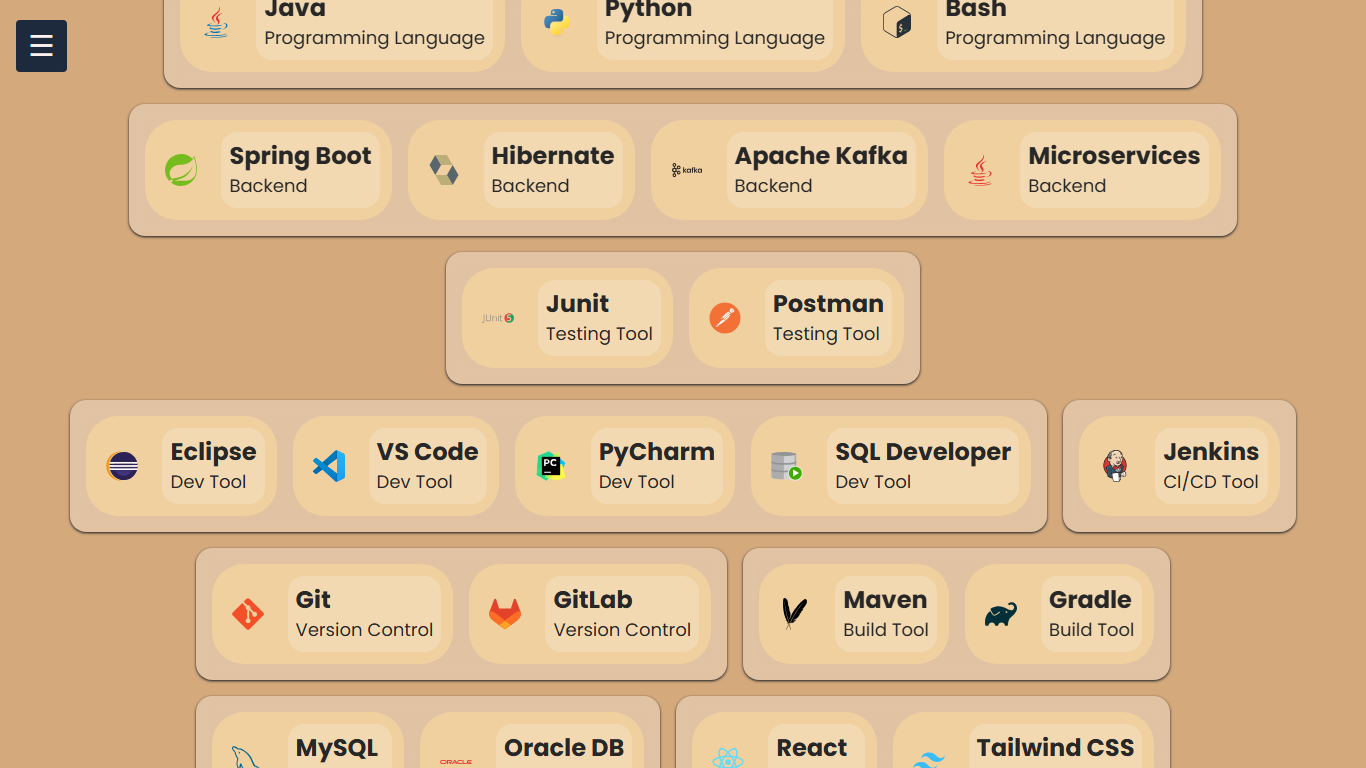 ☰
Java
Programming Language
Python
Programming Language
Bash
Programming Language
Spring Boot
Backend
Hibernate
Backend
kafka
Apache Kafka
Backend
Microservices
Backend
JUnit 5
Junit
Testing Tool
Postman
Testing Tool
Eclipse
Dev Tool
VS Code
Dev Tool
PC
PyCharm
Dev Tool
SQL Developer
Dev Tool
Jenkins
CI/CD Tool
Git
Version Control
GitLab
Version Control
Maven
Build Tool
Gradle
Build Tool
MySQL
ORACLE
Oracle DB
React
Tailwind CSS